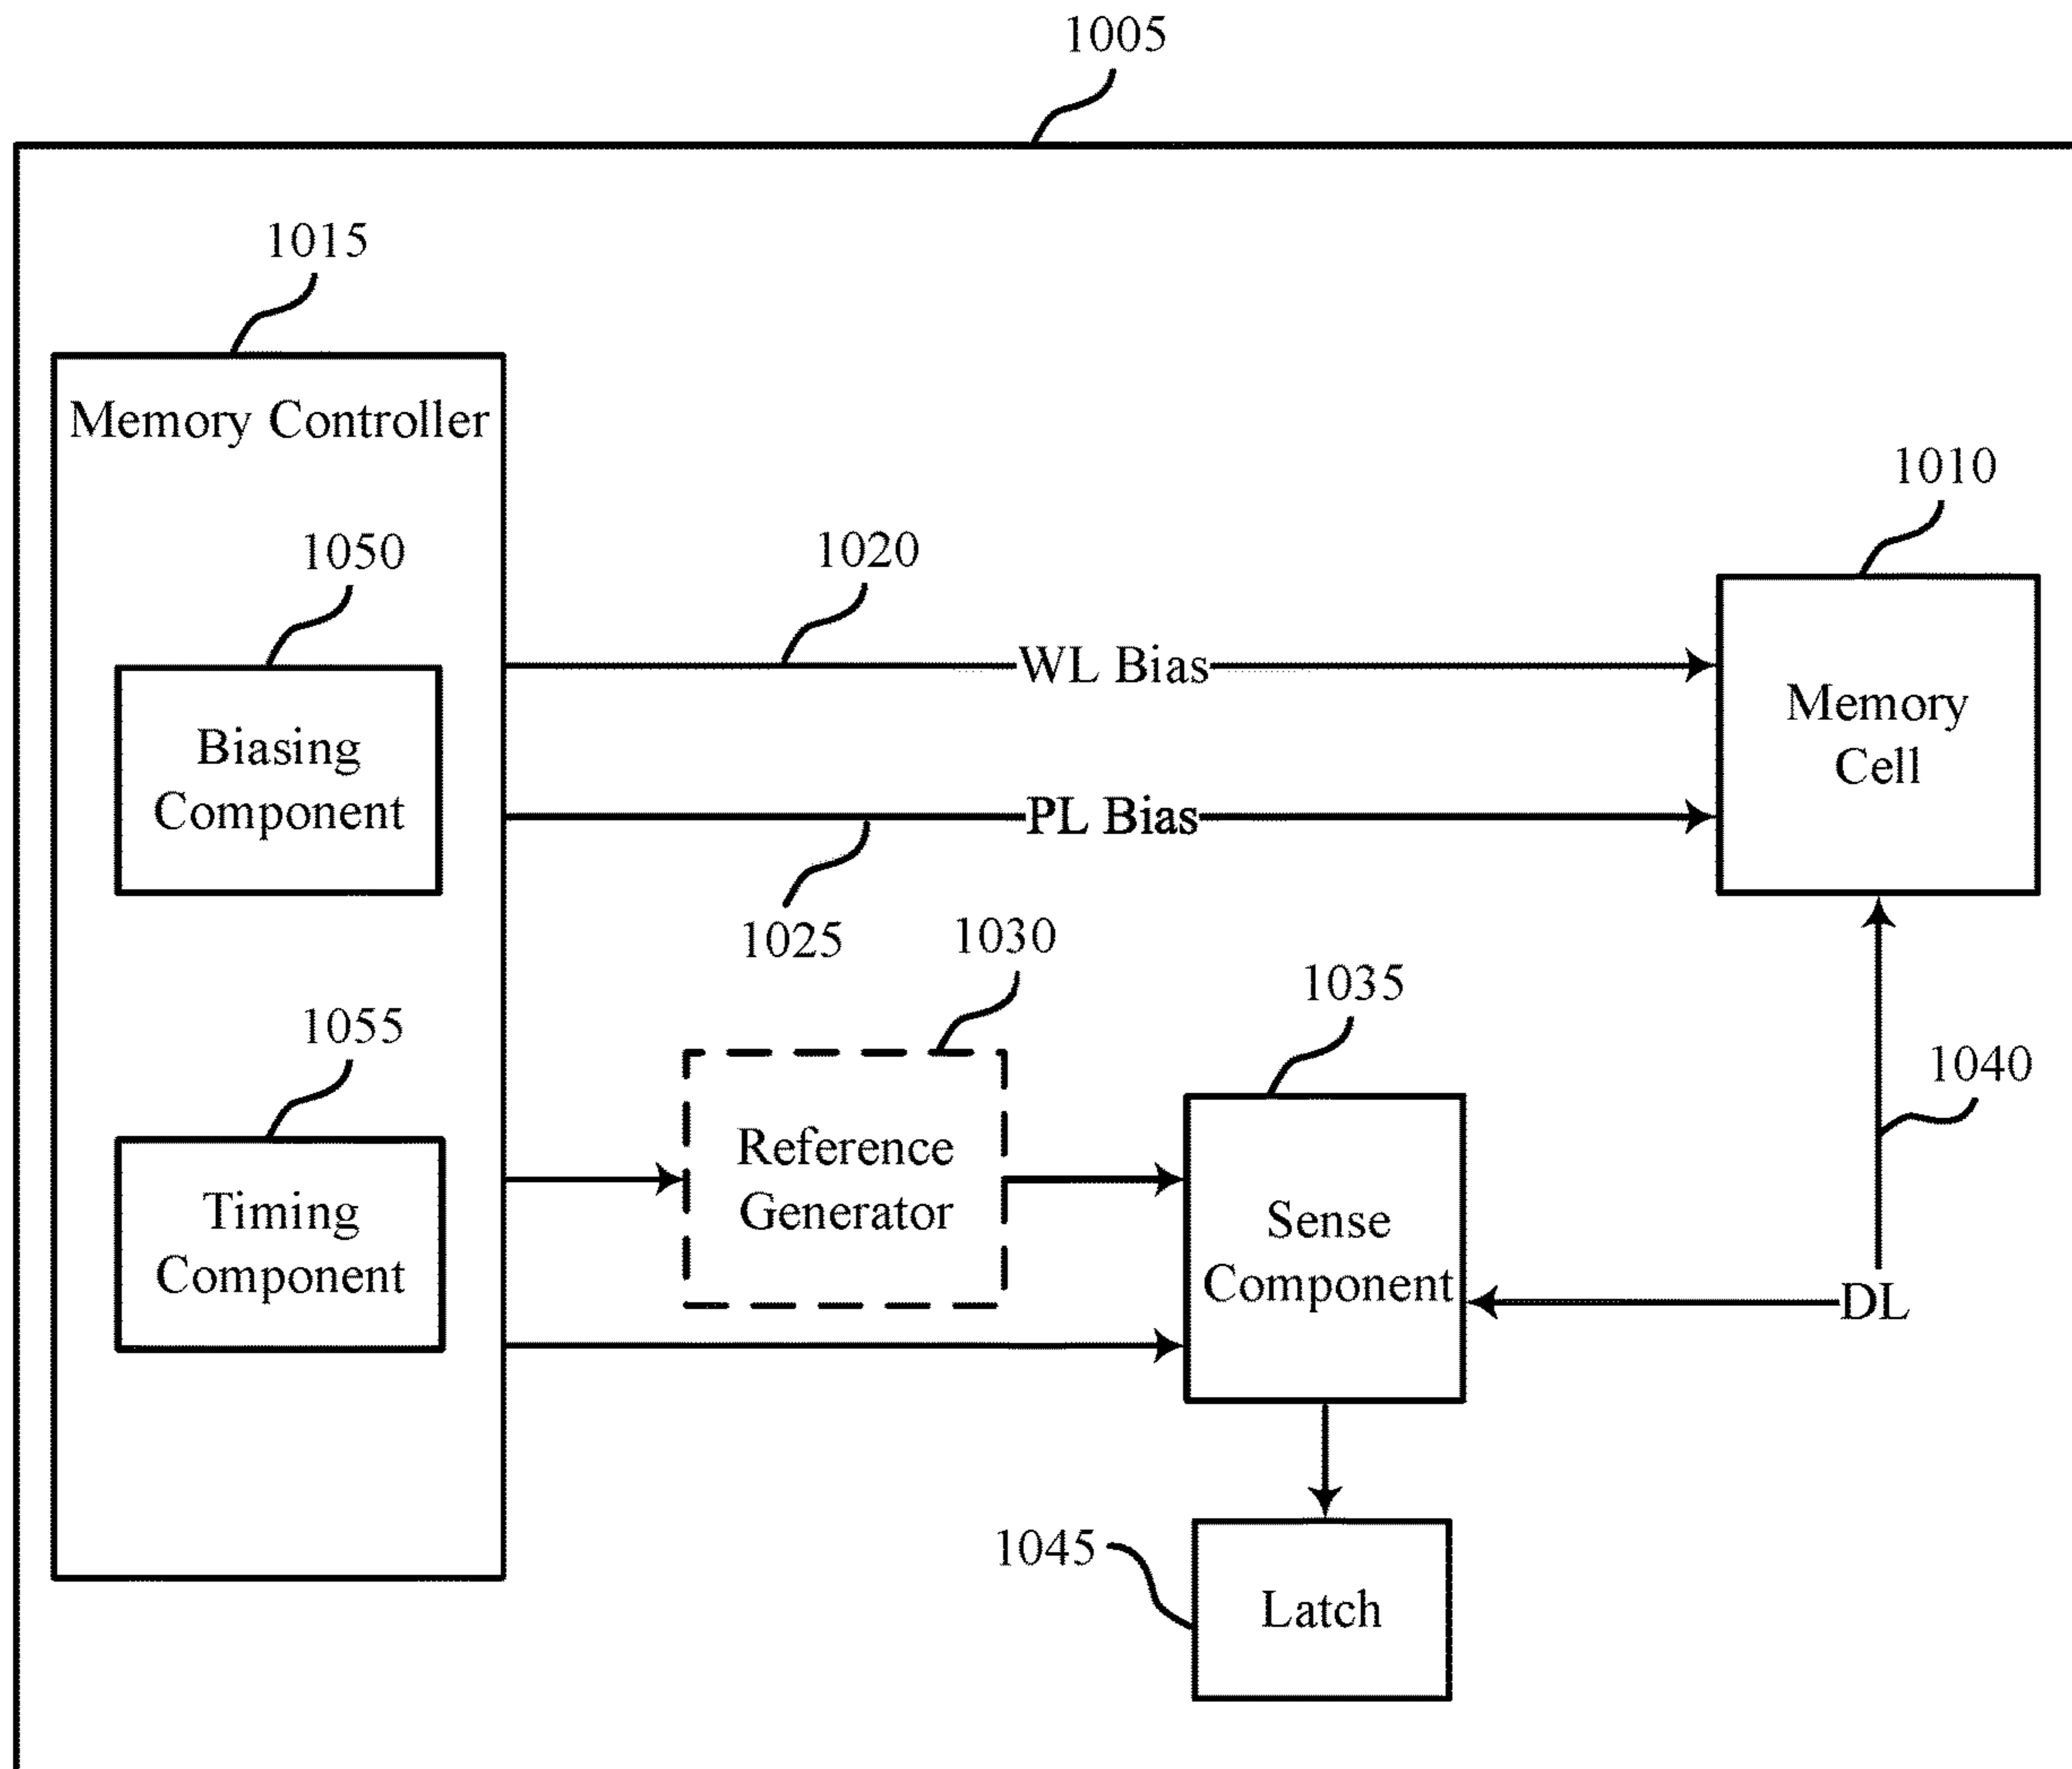 1005
1015
Memory Controller
1010
1050
1020
WL Bias
Memory
Cell
Biasing
Component
PL Bias
1025
1030
1035
1055
1040
Reference
Generator
Timing
Component
Sense
Component
DL
1045
Latch